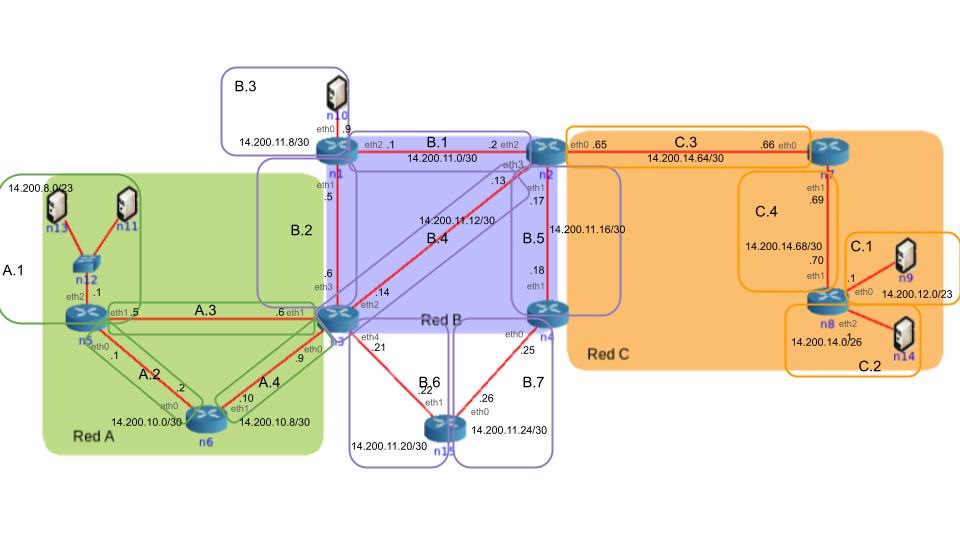 B.3
n10
eth0 .9
14.200.11.8/30
eth2 .1
B.1
.2 eth2
14.200.11.0/30
n1
n2
eth0 .65
C.3
.66 eth0
14.200.14.64/30
n7
14.200.8.0/23
n13
n11
A.1
n12
eth2 .1
n5
eth1
.5
B.2
.6
eth3
eth3
.13
14.200.11.12/30
B.4
.14
eth2
eth1
.17
14.200.11.16/30
B.5
.18
eth1
eth1
.69
C.4
14.200.14.68/30
.70
eth1
C.1
n9
.1
eth0
14.200.12.0/23
n8
eth2
.1
14.200.14.0/26
n14
C.2
Red C
eth1 .5
A.3
.6 eth1
n3
Red B
n4
eth0
.1
A.2
.2
eth0
14.200.10.0/30
eth0
.9
A.4
.10
eth1
14.200.10.8/30
n6
Red A
eth4
.21
B.6
.22
eth1
14.200.11.20/30
n15
eth0
.25
B.7
.26
eth0
14.200.11.24/30